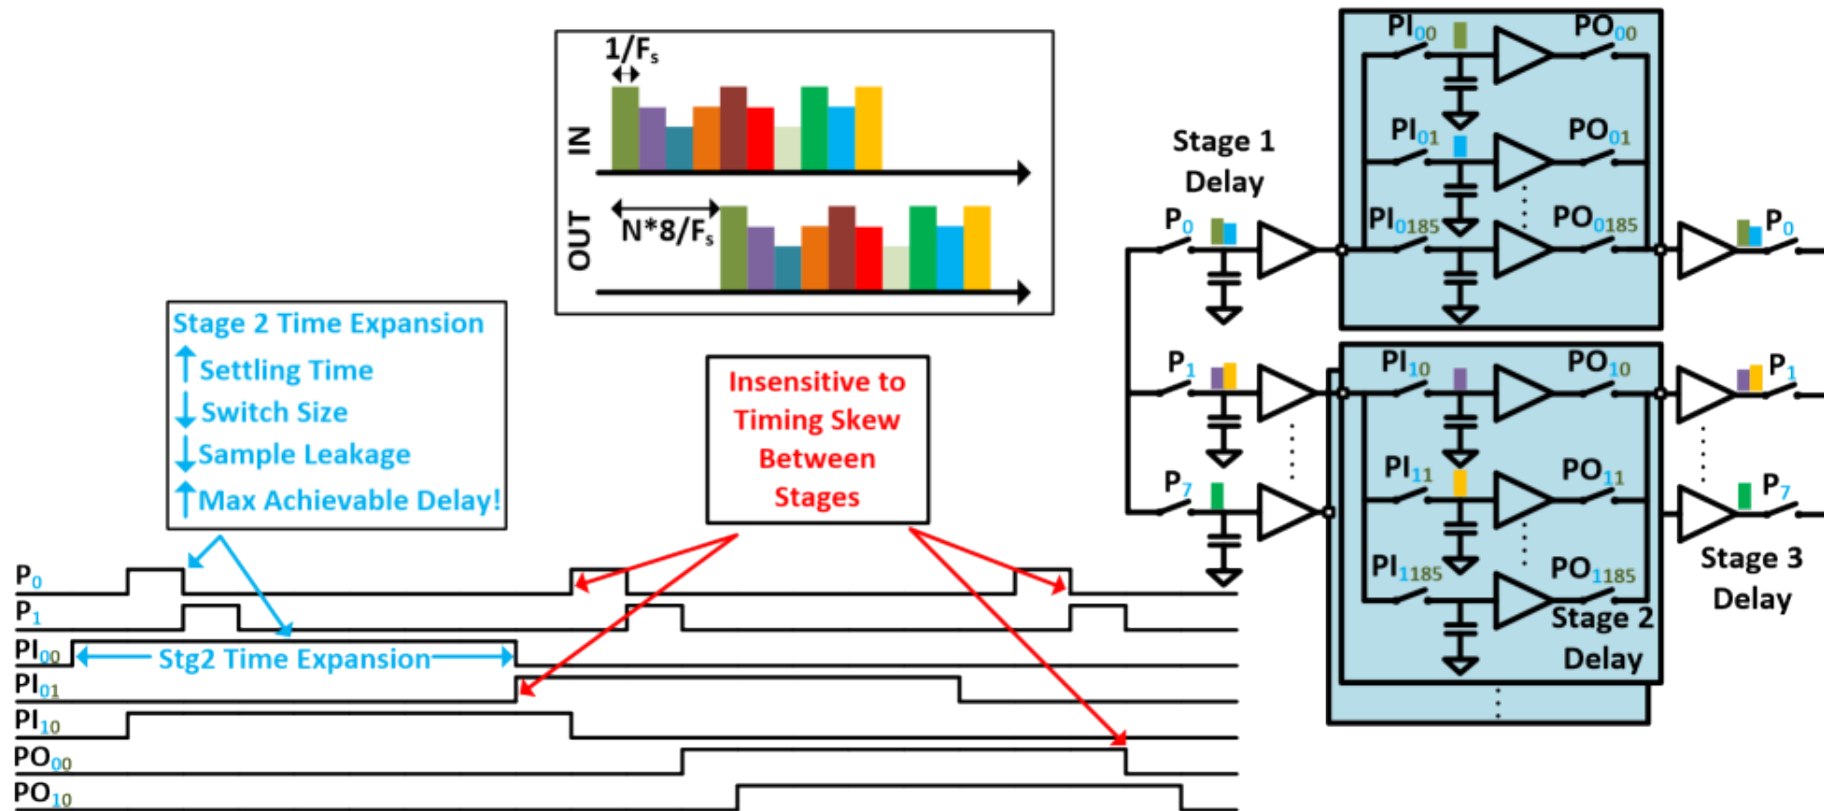 1/Fs
IN
N*8/Fs
OUT
Stage 2 Time Expansion
Settling Time
Switch Size
Sample Leakage
Max Achievable Delay!
Insensitive to
Timing Skew
Between
Stages
P0
P1
PI00
Stg2 Time Expansion
PI01
PI10
PO00
PO10
Stage 1
Delay
P0
P1
P7
PI00
PO00
PI01
PO01
PI0185
PO0185
PI10
PO10
PI11
PO11
PI1185
PO1185
Stage 2
Delay
P0
P1
P7
Stage 3
Delay